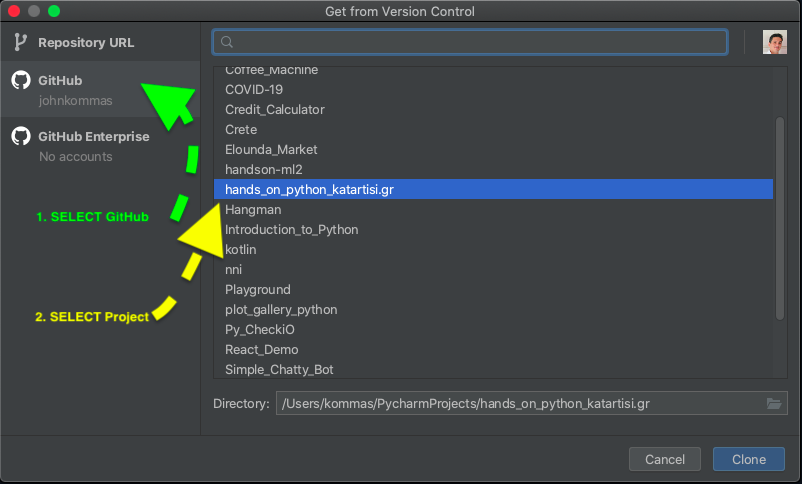 Get from Version Control
Repository URL
GitHub
johnkommas
GitHub Enterprise
No accounts
1. SELECT GitHub
2. SELECT Project
Coffee_Machine
COVID-19
Credit_Calculator
Crete
Elounda_Market
handson-ml2
hands_on_python_katartisi.gr
Hangman
Introduction_to_Python
kotlin
nni
Playground
plot_gallery_python
Py_CheckiO
React_Demo
Simple_Chatty_Bot
Directory: /Users/kommas/PycharmProjects/hands_on_python_katartisi.gr
Cancel Clone